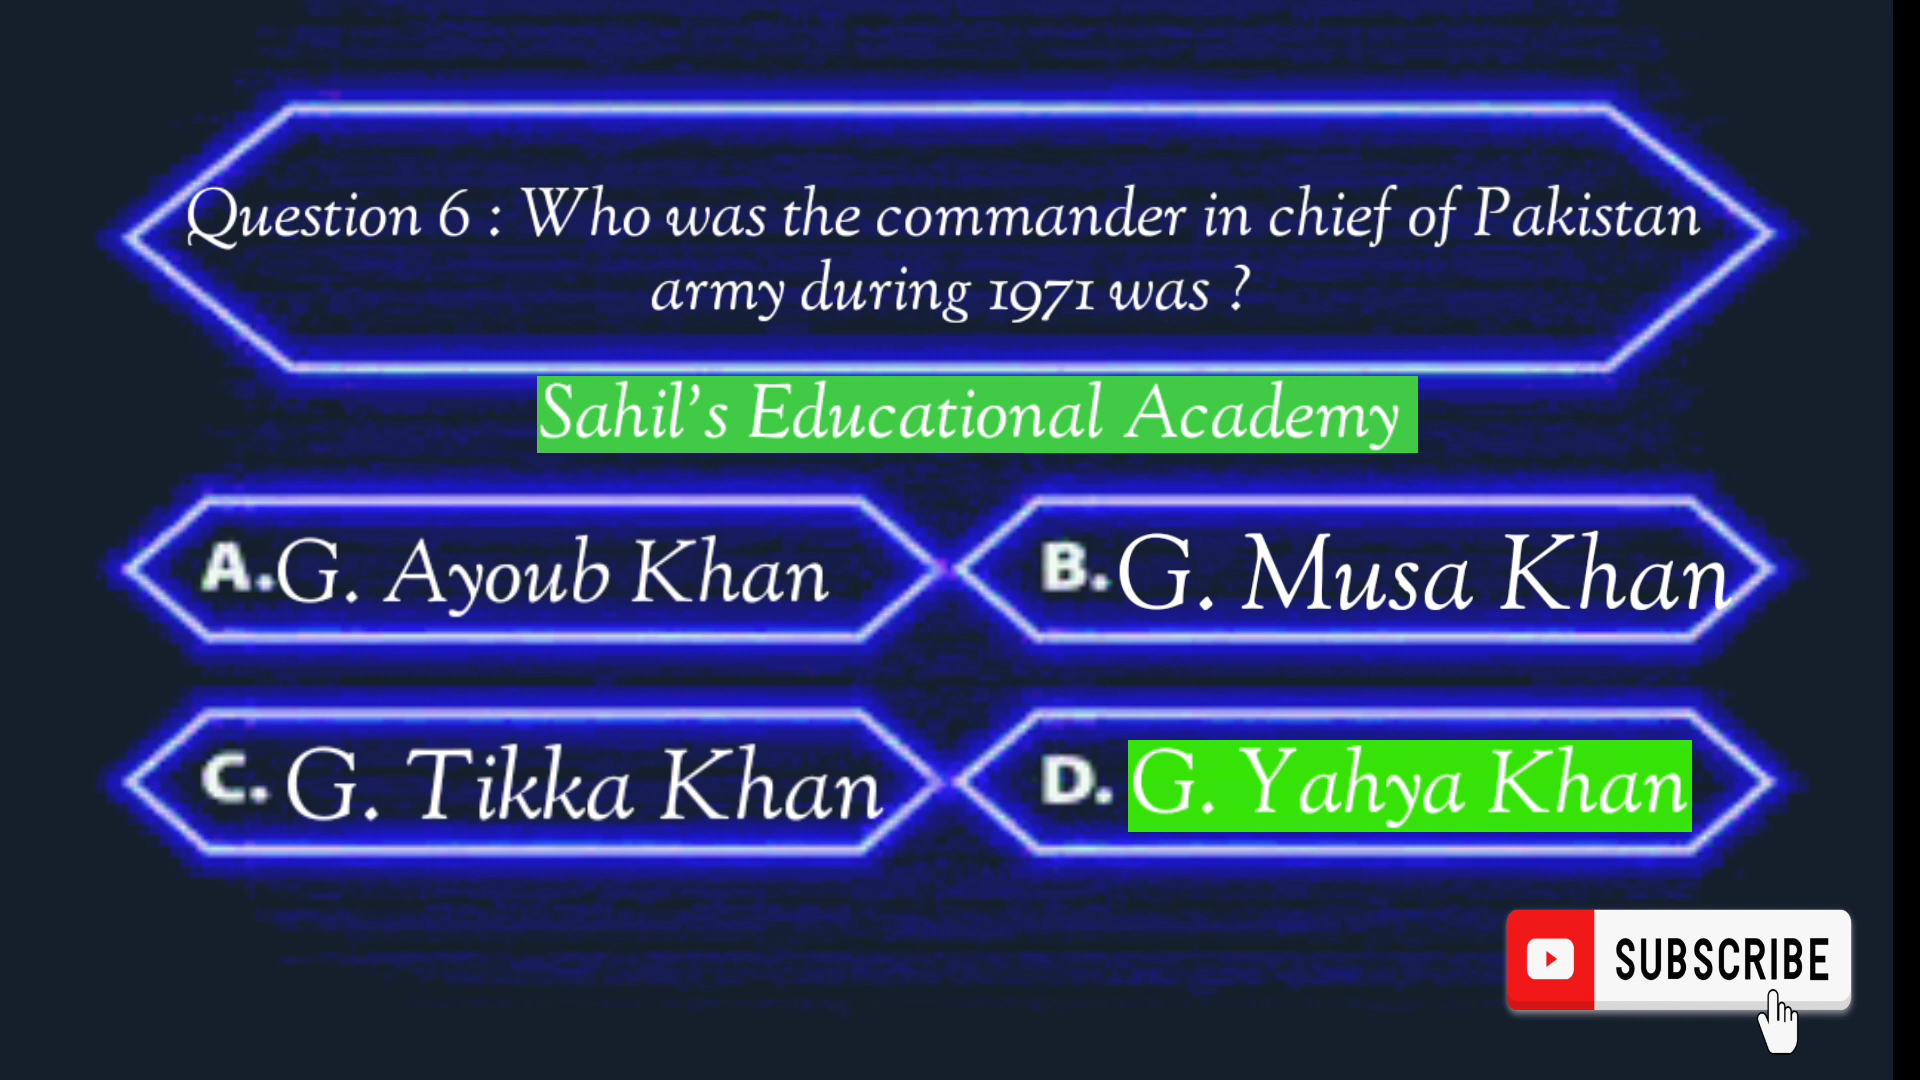 Question 6 : Who was the commander in chief of Pakistan
army during 1971 was ?
Sahil's Educational Academy
A. G. Ayoub Khan
B. G. Musa Khan
C. G. Tikka Khan
D. G. Yahya Khan
SUBSCRIBE